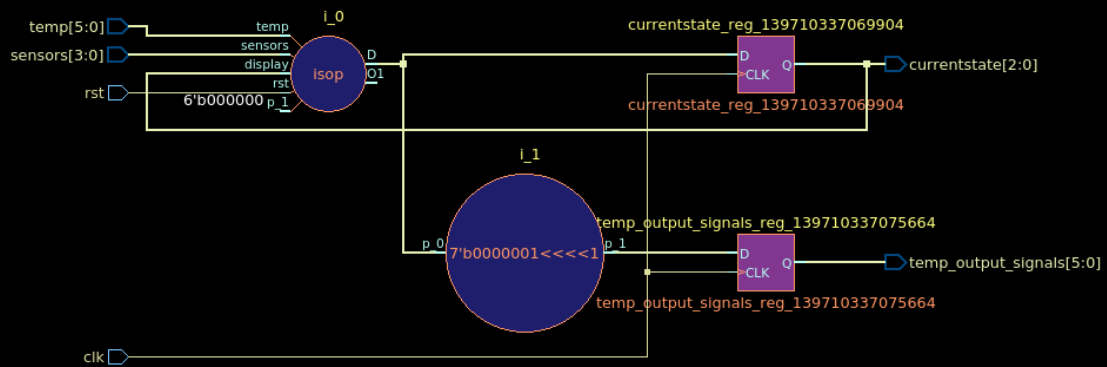 i_0
currentstate_reg_139710337069904
temp[5:0]
temp
sensors[3:0]
sensors
D
D
Q
currentstate[2:0]
display
isop
O1
CLK
rst
rst
6'b000000
p_1
currentstate_reg_139710337069904
i_1
temp_output_signals_reg_139710337075664
p_0
7'b0000001<<<<1
p_1
D
Q
temp_output_signals[5:0]
CLK
temp_output_signals_reg_139710337075664
clk